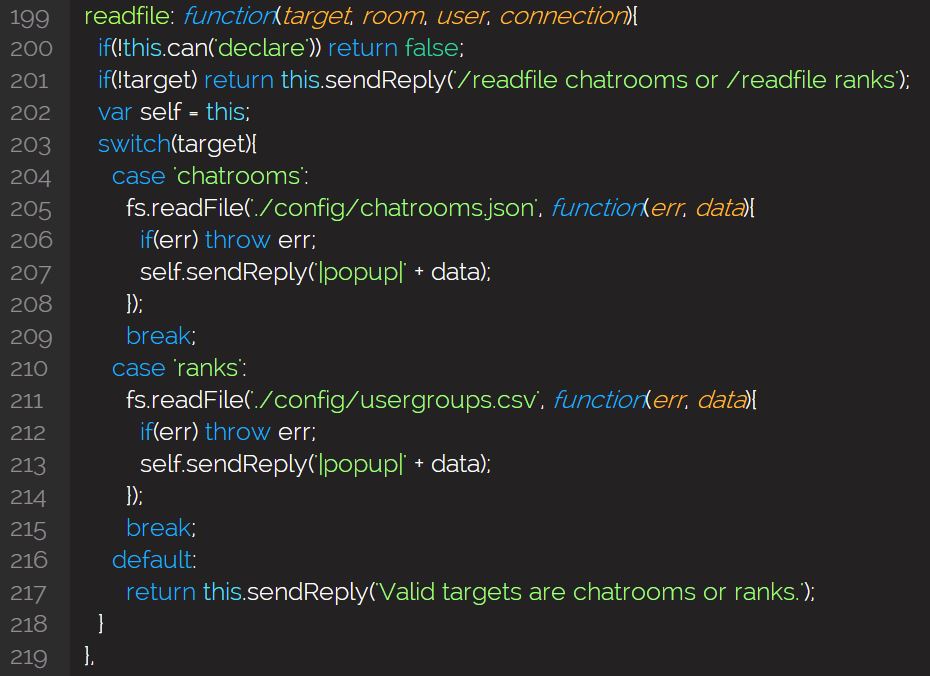 199 readfile: function(target, room, user, connection){
200 if(!this.can('declare')) return false;
201 if(!target) return this.sendReply('/readfile chatrooms or /readfile ranks');
202 var self = this;
203 switch(target){
204 case 'chatrooms':
205 fs.readFile('./config/chatrooms.json', function(err, data){
206 if(err) throw err;
207 self.sendReply('|popup|' + data);
208 });
209 break;
210 case 'ranks':
211 fs.readFile('./config/usergroups.csv', function(err, data){
212 if(err) throw err;
213 self.sendReply('|popup|' + data);
214 });
215 break;
216 default:
217 return this.sendReply('Valid targets are chatrooms or ranks.');
218 }
219 },